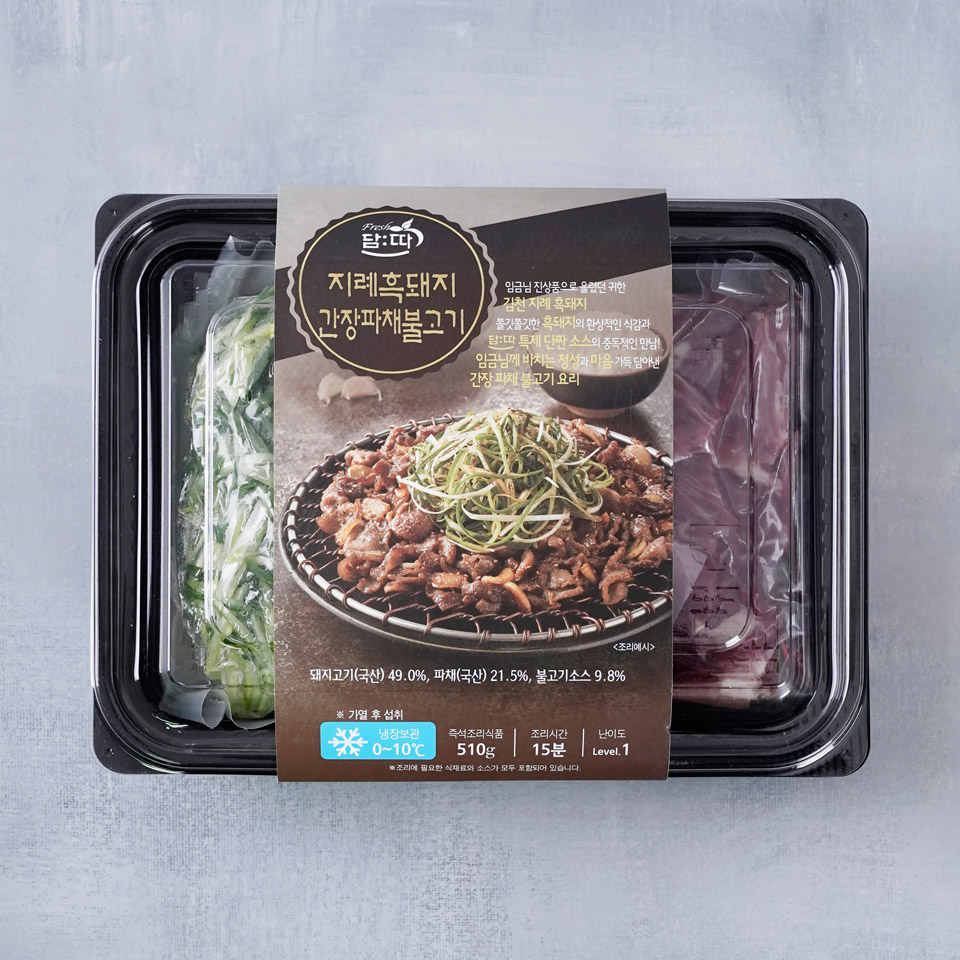 Fresh
담:따
지례흑돼지
간장파채불고기
임금님 진상품으로 올렸던 귀한
김천 지례 흑돼지
쫄깃쫄깃한 흑돼지의 환상적인 식감과
담:따 특제 단짠 소스의 중독적인 만남!
임금님께 바치는 정성과 마음 가득 담아낸
간장 파채 불고기 요리
<조리예시>
돼지고기(국산) 49.0%, 파채(국산) 21.5%, 불고기소스 9.8%
※ 가열 후 섭취
냉장보관
0~10℃
즉석조리식품
510g
조리시간
15분
난이도
Level.1
※조리에 필요한 식재료와 소스가 모두 포함되어 있습니다.